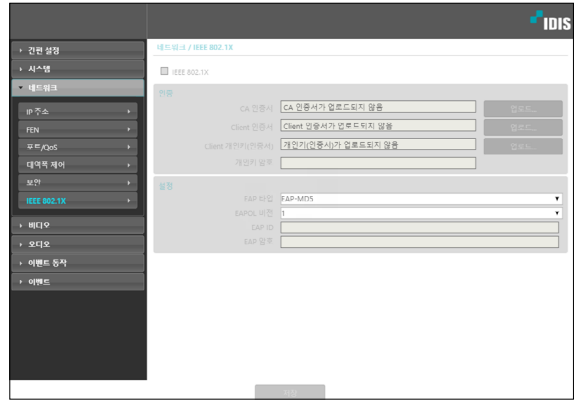 IDIS
간편 설정
시스템
네트워크
IP 주소
FEN
포트/QoS
대역폭 제어
보안
IEEE 802.1X
비디오
오디오
이벤트 동작
이벤트
네트워크 / IEEE 802.1X
IEEE 802.1X
인증
CA 인증서 CA 인증서가 업로드되지 않음 업로드...
Client 인증서 Client 인증서가 업로드되지 않음 업로드...
Client 개인키(인증서) 개인키(인증서)가 업로드되지 않음 업로드...
개인키 암호
설정
EAP 타입 EAP-MD5
EAPOL 버전 1
EAP ID
EAP 암호
저장